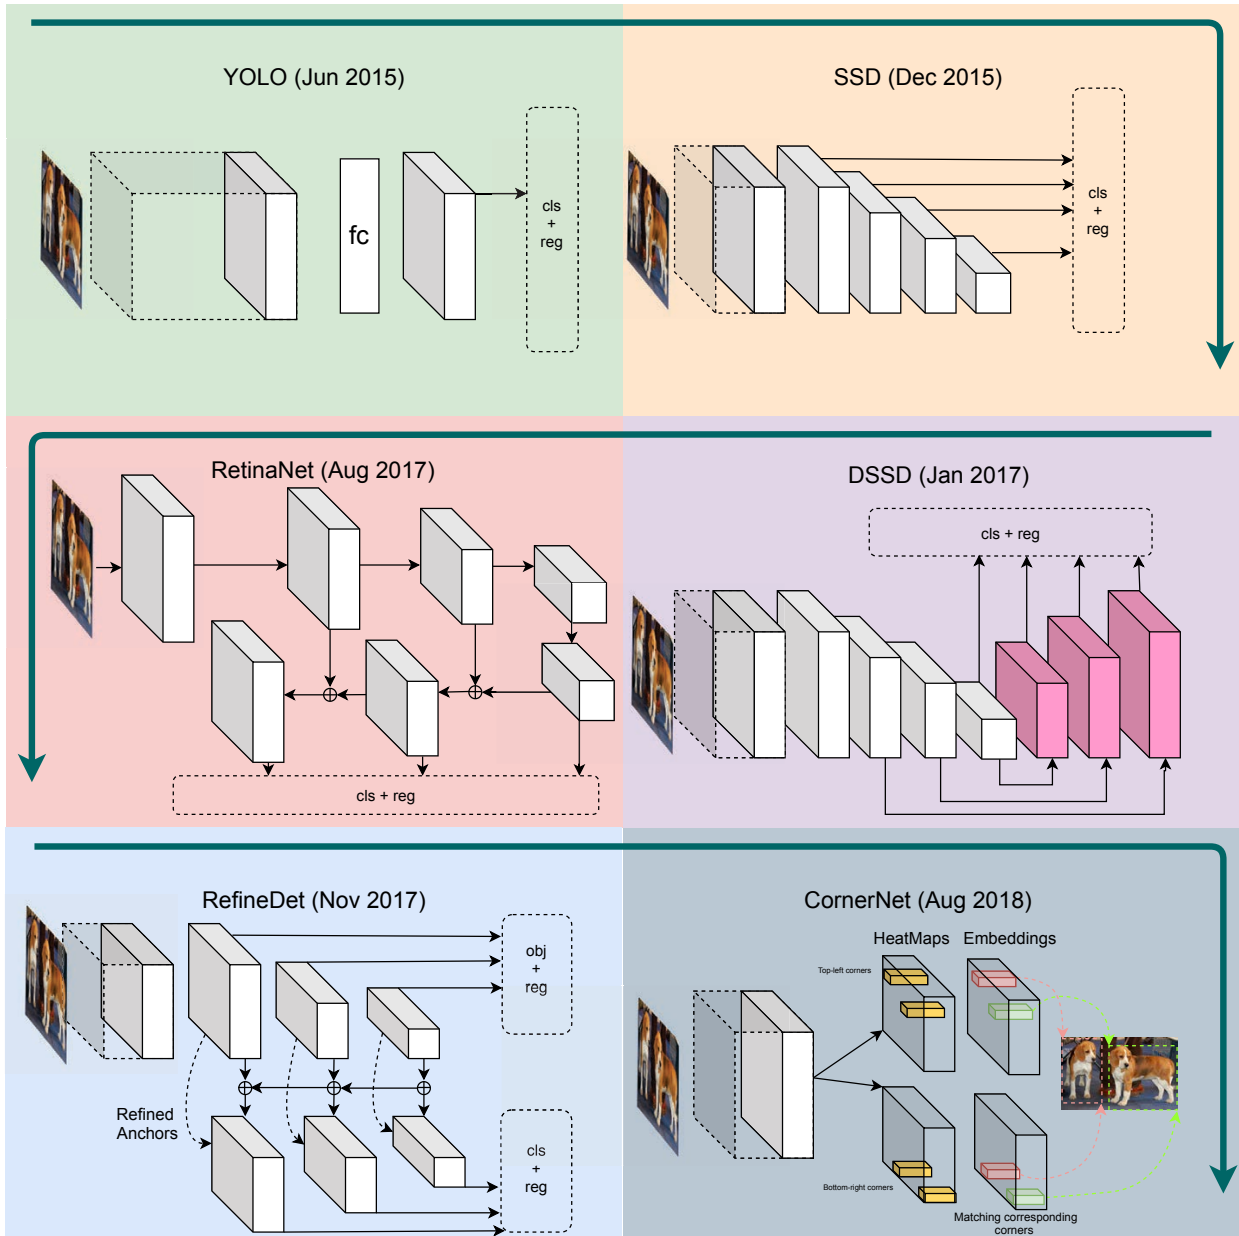 YOLO (Jun 2015)
fc
cls
+
reg
SSD (Dec 2015)
cls
+
reg
RetinaNet (Aug 2017)
cls + reg
DSSD (Jan 2017)
cls + reg
RefineDet (Nov 2017)
obj
+
reg
Refined
Anchors
cls
+
reg
CornerNet (Aug 2018)
HeatMaps
Embeddings
Top-left corners
Bottom-right corners
Matching corresponding
corners